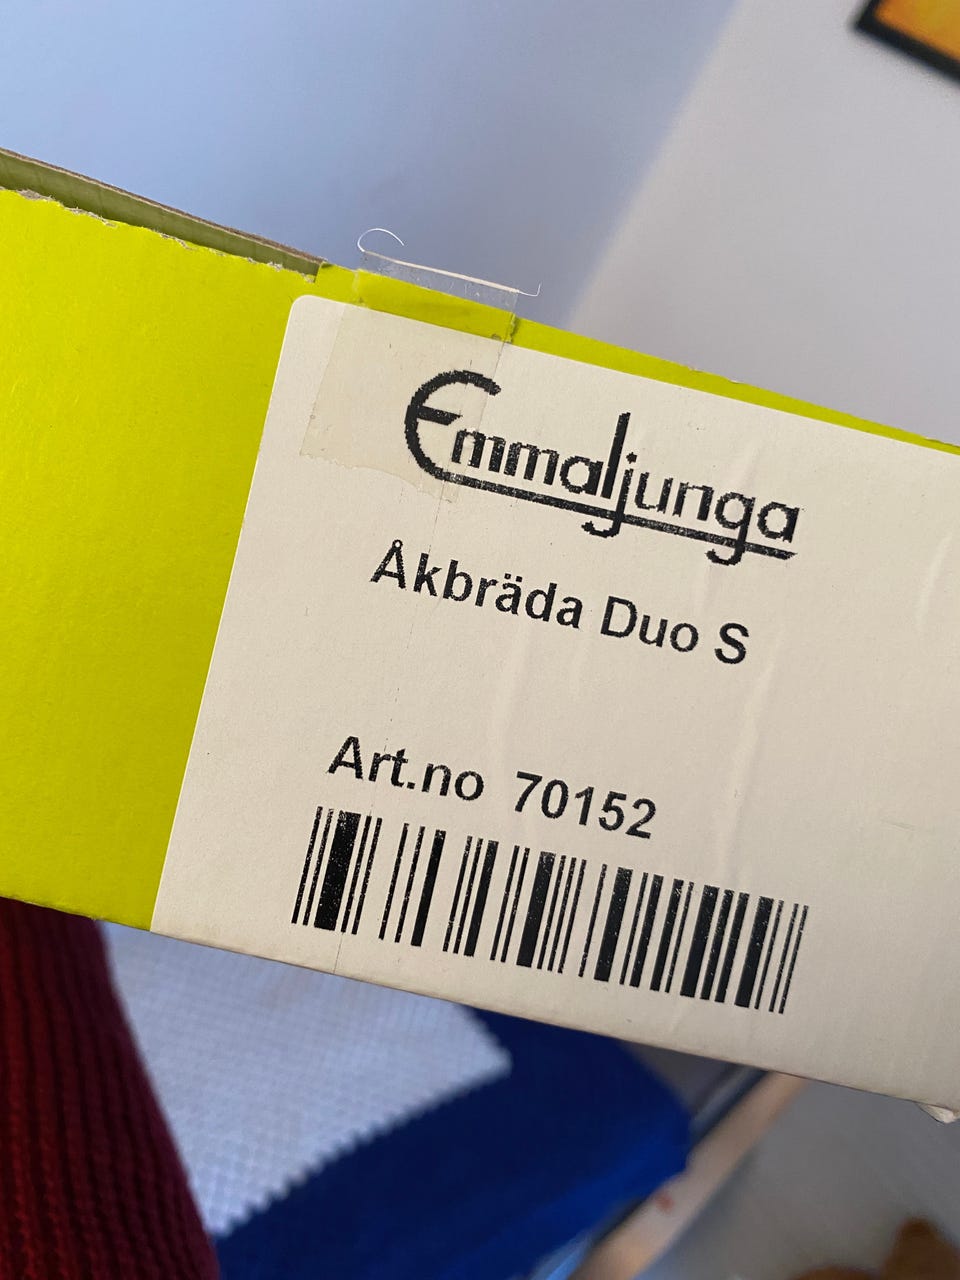 Emmaljunga
Åkbräda Duo S
Art.no 70152